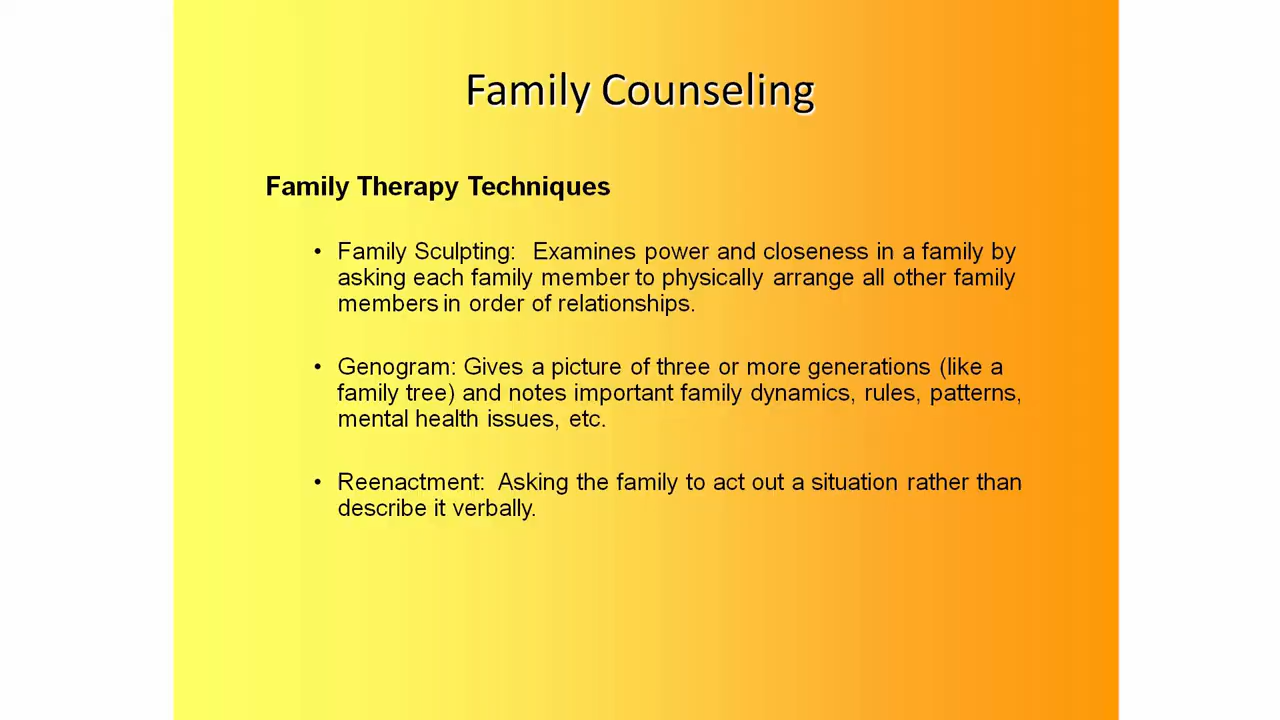 Family Counseling
Family Therapy Techniques
• Family Sculpting: Examines power and closeness in a family by
asking each family member to physically arrange all other family
members in order of relationships.
• Genogram: Gives a picture of three or more generations (like a
family tree) and notes important family dynamics, rules, patterns,
mental health issues, etc.
• Reenactment: Asking the family to act out a situation rather than
describe it verbally.